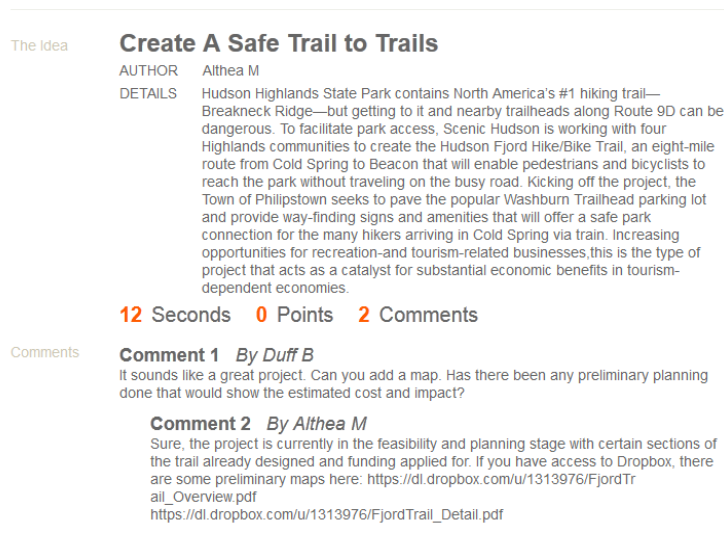 The Idea
Create A Safe Trail to Trails
AUTHOR Althea M
DETAILS Hudson Highlands State Park contains North America's #1 hiking trail—
Breakneck Ridge—but getting to it and nearby trailheads along Route 9D can be
dangerous. To facilitate park access, Scenic Hudson is working with four
Highlands communities to create the Hudson Fjord Hike/Bike Trail, an eight-mile
route from Cold Spring to Beacon that will enable pedestrians and bicyclists to
reach the park without traveling on the busy road. Kicking off the project, the
Town of Philipstown seeks to pave the popular Washburn Trailhead parking lot
and provide way-finding signs and amenities that will offer a safe park
connection for the many hikers arriving in Cold Spring via train. Increasing
opportunities for recreation-and tourism-related businesses,this is the type of
project that acts as a catalyst for substantial economic benefits in tourism-
dependent economies.
12 Seconds 0 Points 2 Comments
Comments
Comment 1 By Duff B
It sounds like a great project. Can you add a map. Has there been any preliminary planning
done that would show the estimated cost and impact?
Comment 2 By Althea M
Sure, the project is currently in the feasibility and planning stage with certain sections of
the trail already designed and funding applied for. If you have access to Dropbox, there
are some preliminary maps here: https://dl.dropbox.com/u/1313976/FjordTr
ail_Overview.pdf
https://dl.dropbox.com/u/1313976/FjordTrail_Detail.pdf